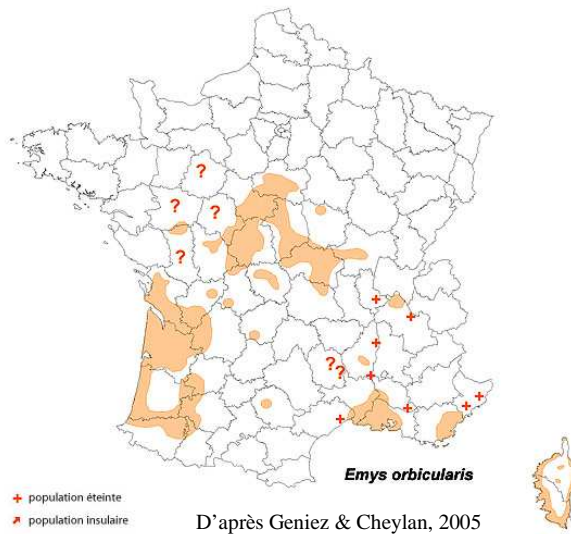 ?
?
?
?
?
?
Emys orbicularis
population éteinte
population insulaire
D'après Geniez & Cheylan, 2005